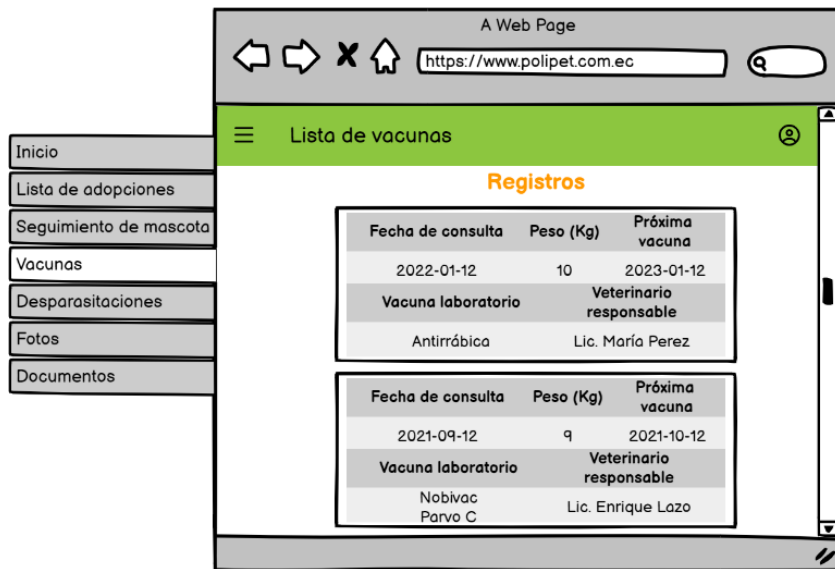 A Web Page
https://www.polipet.com.ec
Lista de vacunas
Inicio
Lista de adopciones
Seguimiento de mascota
Vacunas
Desparasitaciones
Fotos
Documentos
Registros
Fecha de consulta Peso (Kg) Próxima vacuna
2022-01-12 10 2023-01-12
Vacuna laboratorio Veterinario responsable
Antirrábica Lic. María Perez
Fecha de consulta Peso (Kg) Próxima vacuna
2021-09-12 9 2021-10-12
Vacuna laboratorio Veterinario responsable
Nobivac Parvo C Lic. Enrique Lazo